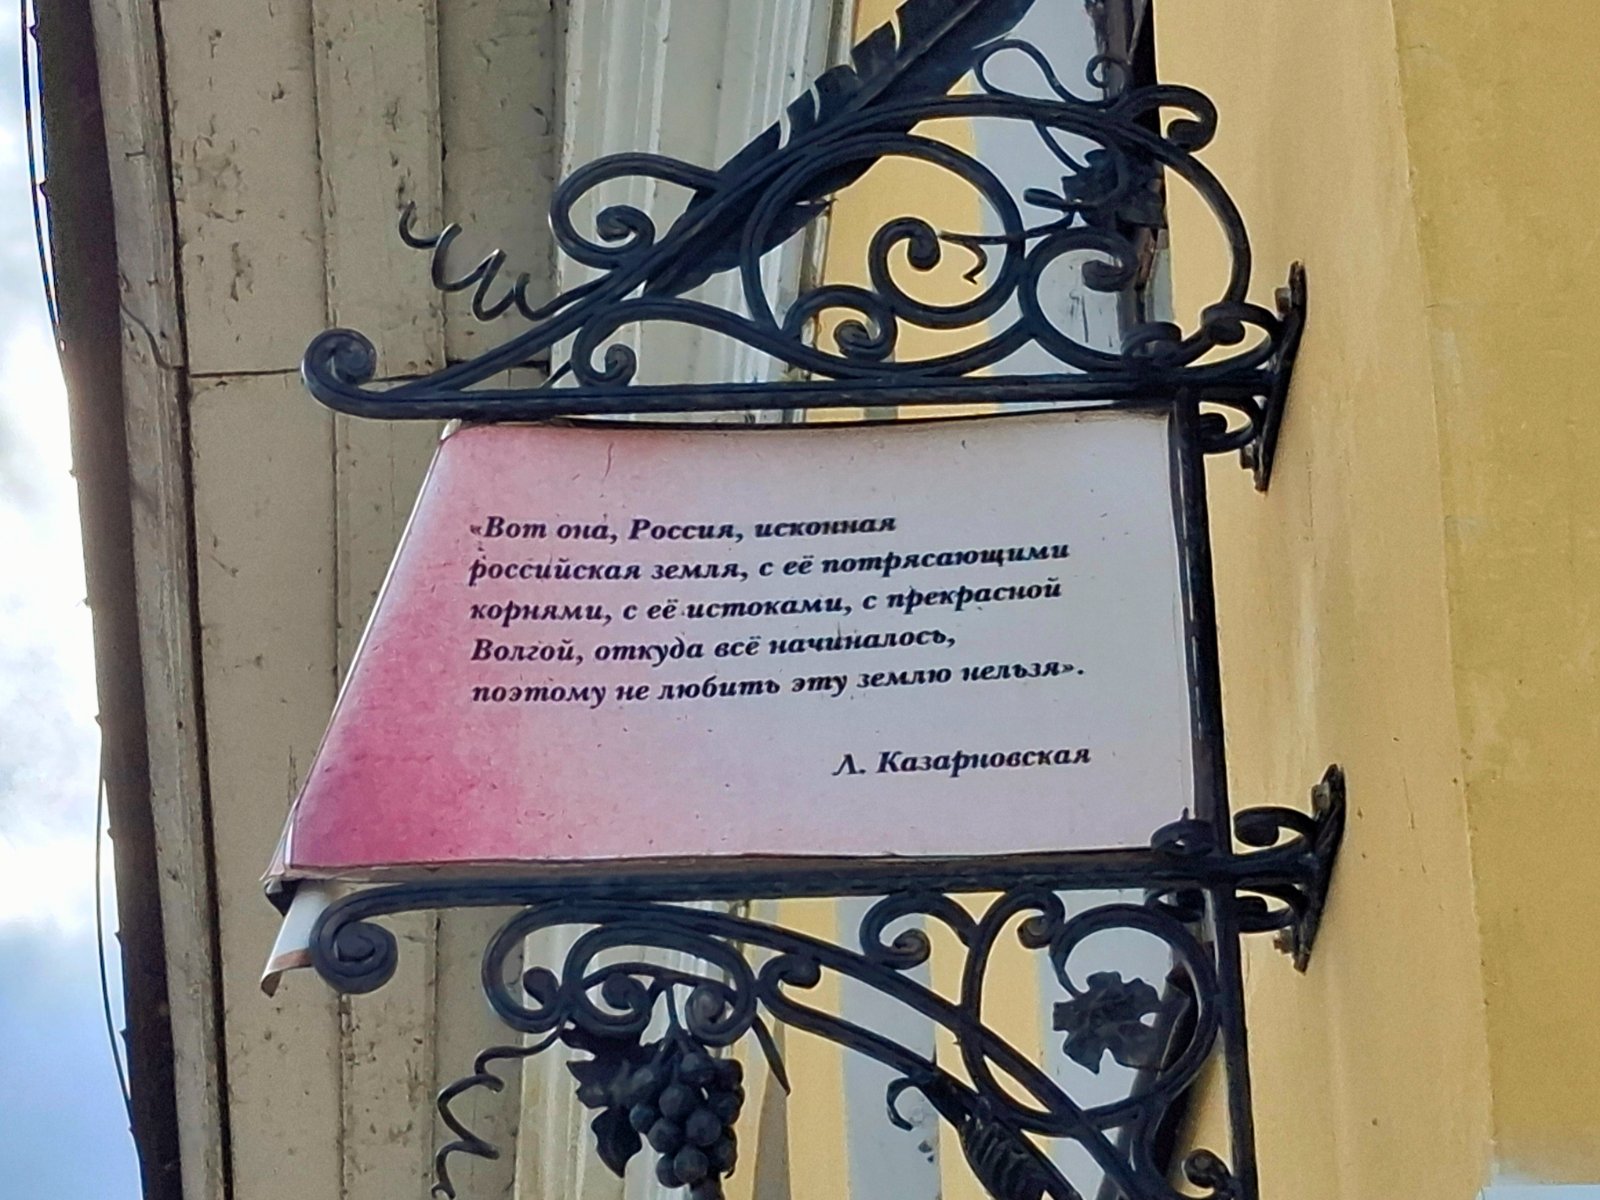 «Вот она, Россия, исконная
российская земля, с её потрясающими
корнями, с её истоками, с прекрасной
Волгой, откуда всё начиналось,
поэтому не любить эту землю нельзя».
Л. Казарновская